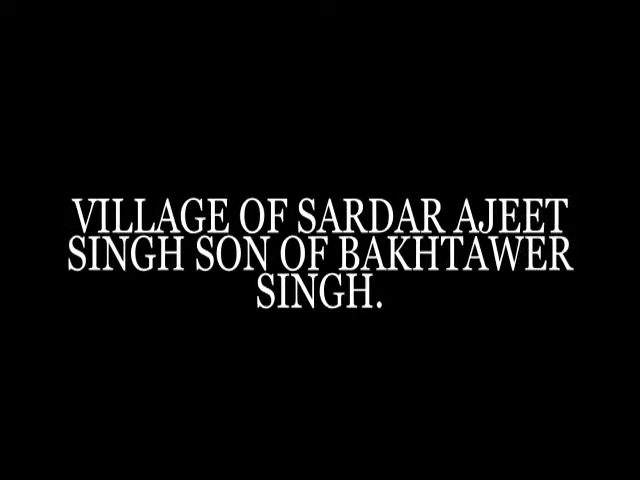 VILLAGE OF SARDAR AJEET
SINGH SON OF BAKHTAWER
SINGH.